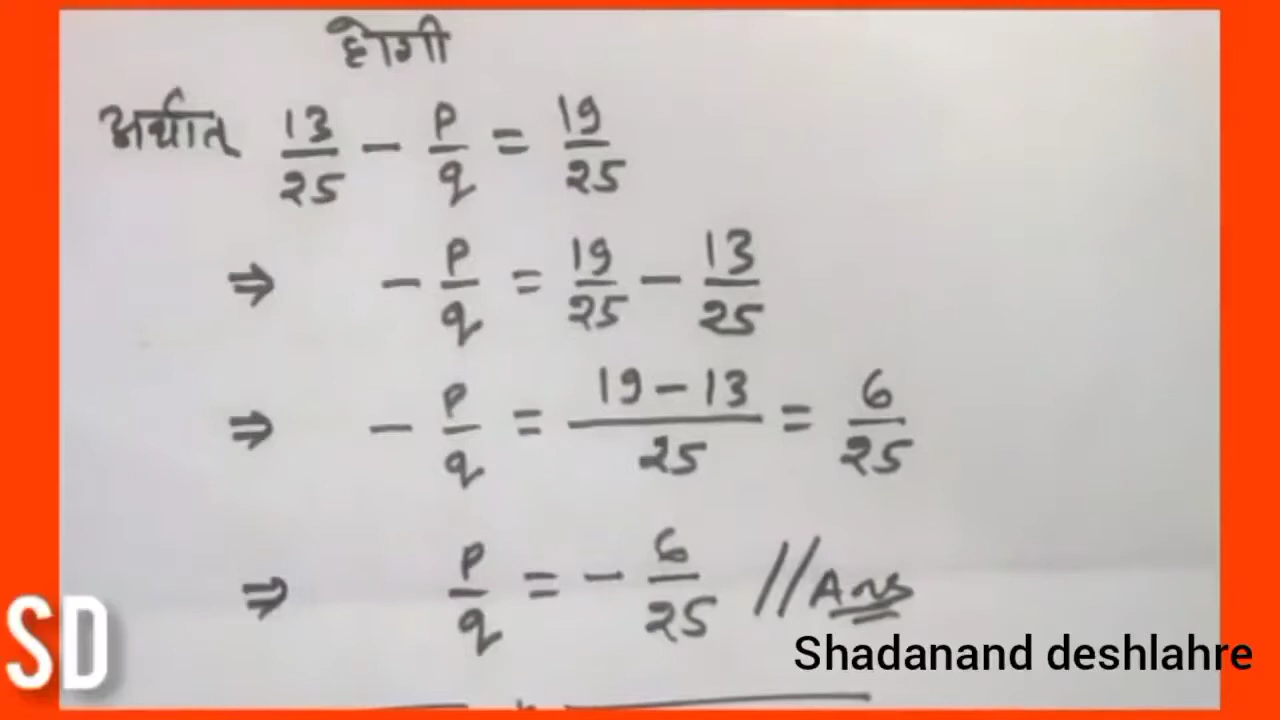 होगी
अर्थात 13/25 - P/q = 19/25
⇒ - P/q = 19/25 - 13/25
⇒ - P/q = 19-13/25 = 6/25
⇒ P/q = - 6/25 // Ans
SD
Shadanand deshlahre